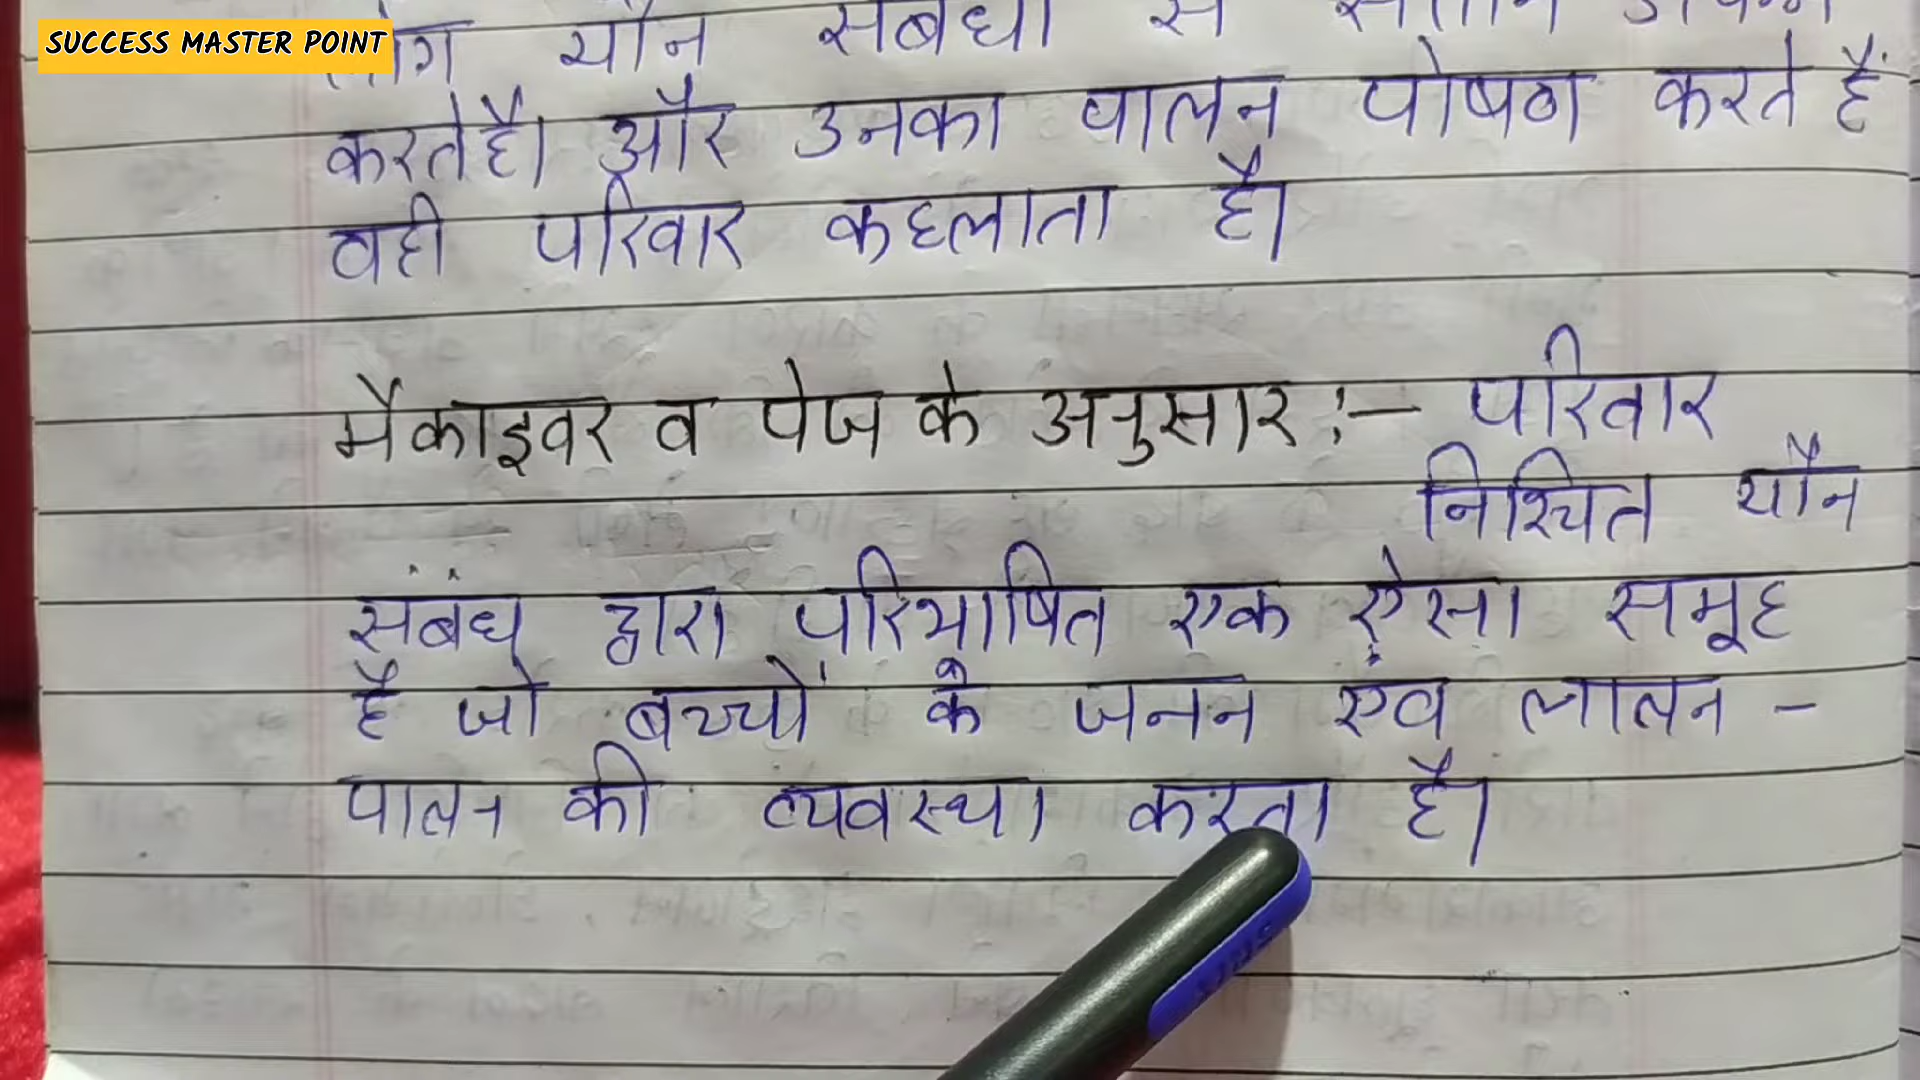 SUCCESS MASTER POINT
यौन संबंधो से
करते है। और उनका पालन पोषण करते हैं
वही परिवार कहलाता है।
मैकाइवर व पेज के अनुसार :- परिवार
निश्चित यौन
संबंध द्वारा परिभाषित एक ऐसा समूह
है जो बच्चों के जनन एवं लालन -
पालन की व्यवस्था करता है।